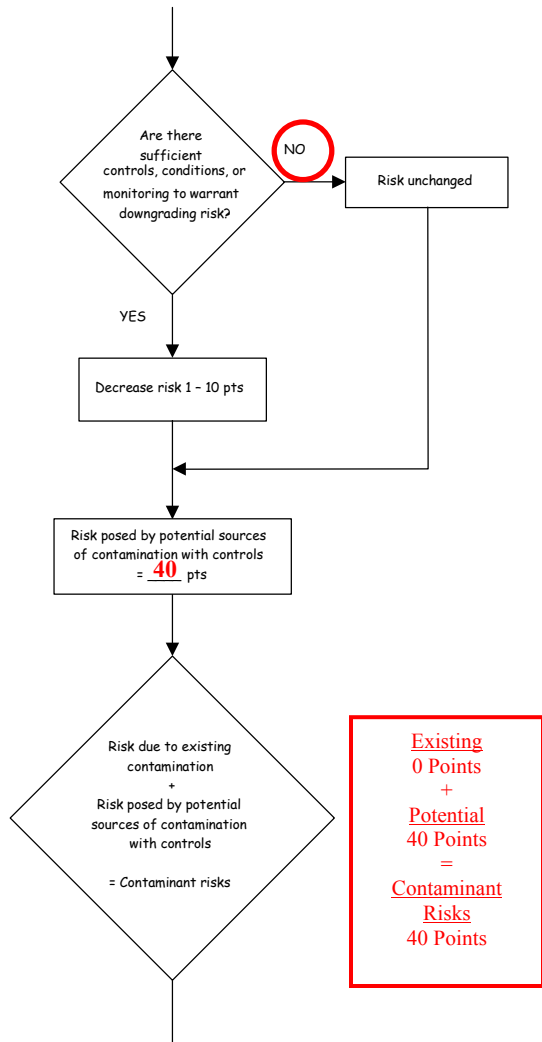 Are there
sufficient
controls, conditions, or
monitoring to warrant
downgrading risk?
NO
Risk unchanged
YES
Decrease risk 1 – 10 pts
Risk posed by potential sources
of contamination with controls
= 40 pts
Risk due to existing
contamination
+
Risk posed by potential
sources of contamination
with controls
= Contaminant risks
Existing
0 Points
+
Potential
40 Points
=
Contaminant
Risks
40 Points